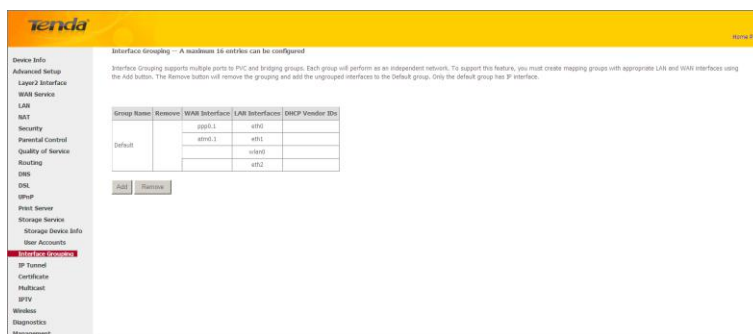 Tenda
Home P
Device Info
Advanced Setup
Layer2 Interface
WAN Service
LAN
NAT
Security
Parental Control
Quality of Service
Routing
DNS
DSL
UPnP
Print Server
Storage Service
Storage Device Info
User Accounts
Interface Grouping
IP Tunnel
Certificate
Multicast
IPTV
Wireless
Diagnostics
Management
Interface Grouping -- A maximum 16 entries can be configured
Interface Grouping supports multiple ports to PVC and bridging groups. Each group will perform as an independent network. To support this feature, you must create mapping groups with appropriate LAN and WAN interfaces using
the Add button. The Remove button will remove the grouping and add the ungrouped interfaces to the Default group. Only the default group has IP interface.
Group Name Remove WAN Interface LAN Interfaces DHCP Vendor IDs
Default
ppp0.1 eth0
atm0.1 eth1
wlan0
eth2
Add Remove